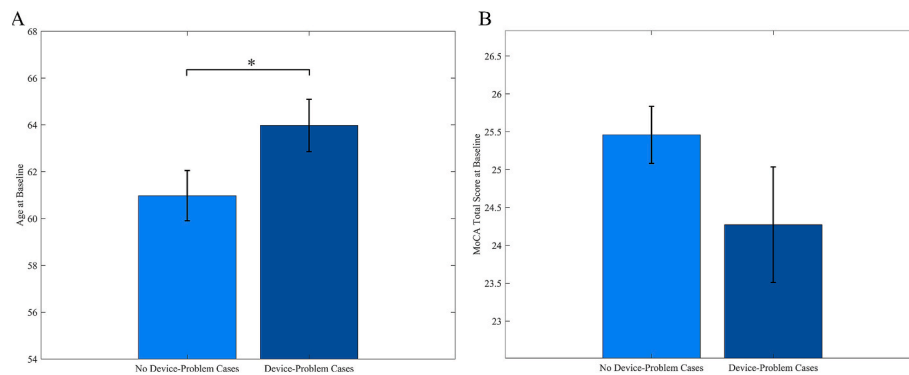 A
68
66
64
62
60
58
56
54
Age at Baseline
*
No Device-Problem Cases
Device-Problem Cases
B
26.5
26
25.5
25
24.5
24
23.5
23
MoCA Total Score at Baseline
No Device-Problem Cases
Device-Problem Cases